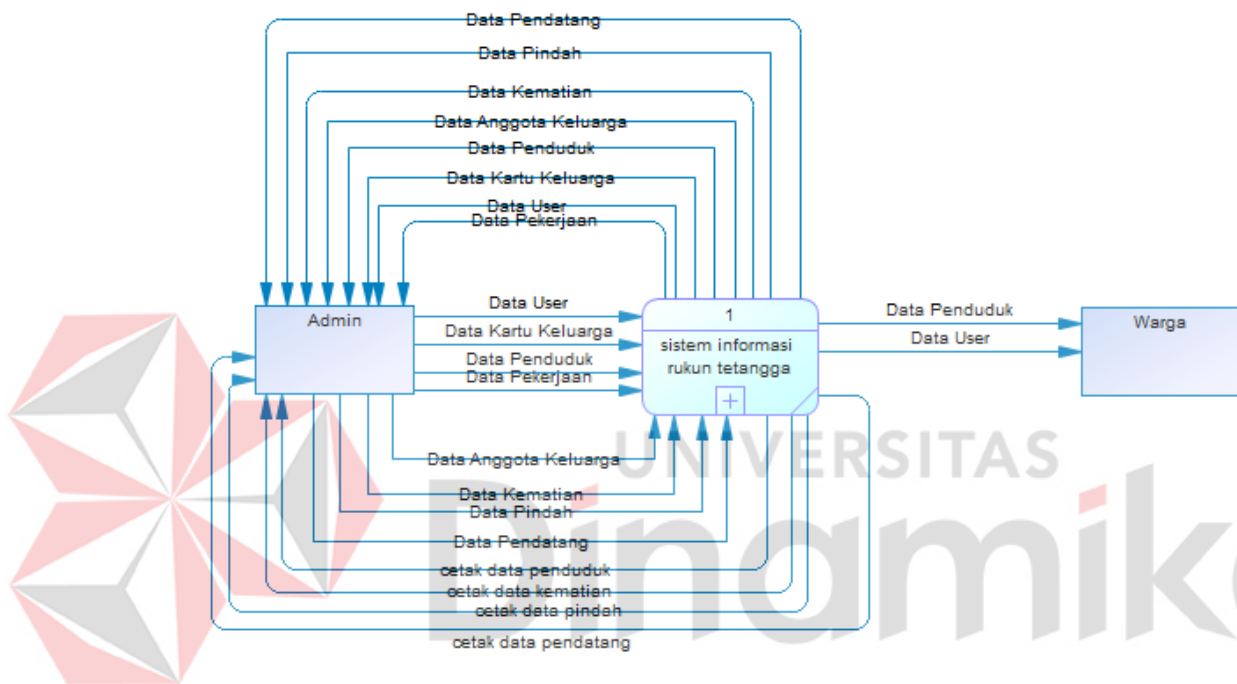 Data Pendatang
Data Pindah
Data Kematian
Data Anggota Keluarga
Data Penduduk
Data Kartu Keluarga
Data User
Data Pekerjaan
Admin
Data User
Data Kartu Keluarga
Data Penduduk
Data Pekerjaan
1
sistem informasi
rukun tetangga
Data Penduduk
Data User
Warga
Data Anggota Keluarga
Data Kematian
Data Pindah
Data Pendatang
cetak data penduduk
cetak data kematian
cetak data pindah
cetak data pendatang
UNIVERSITAS
Dinamika